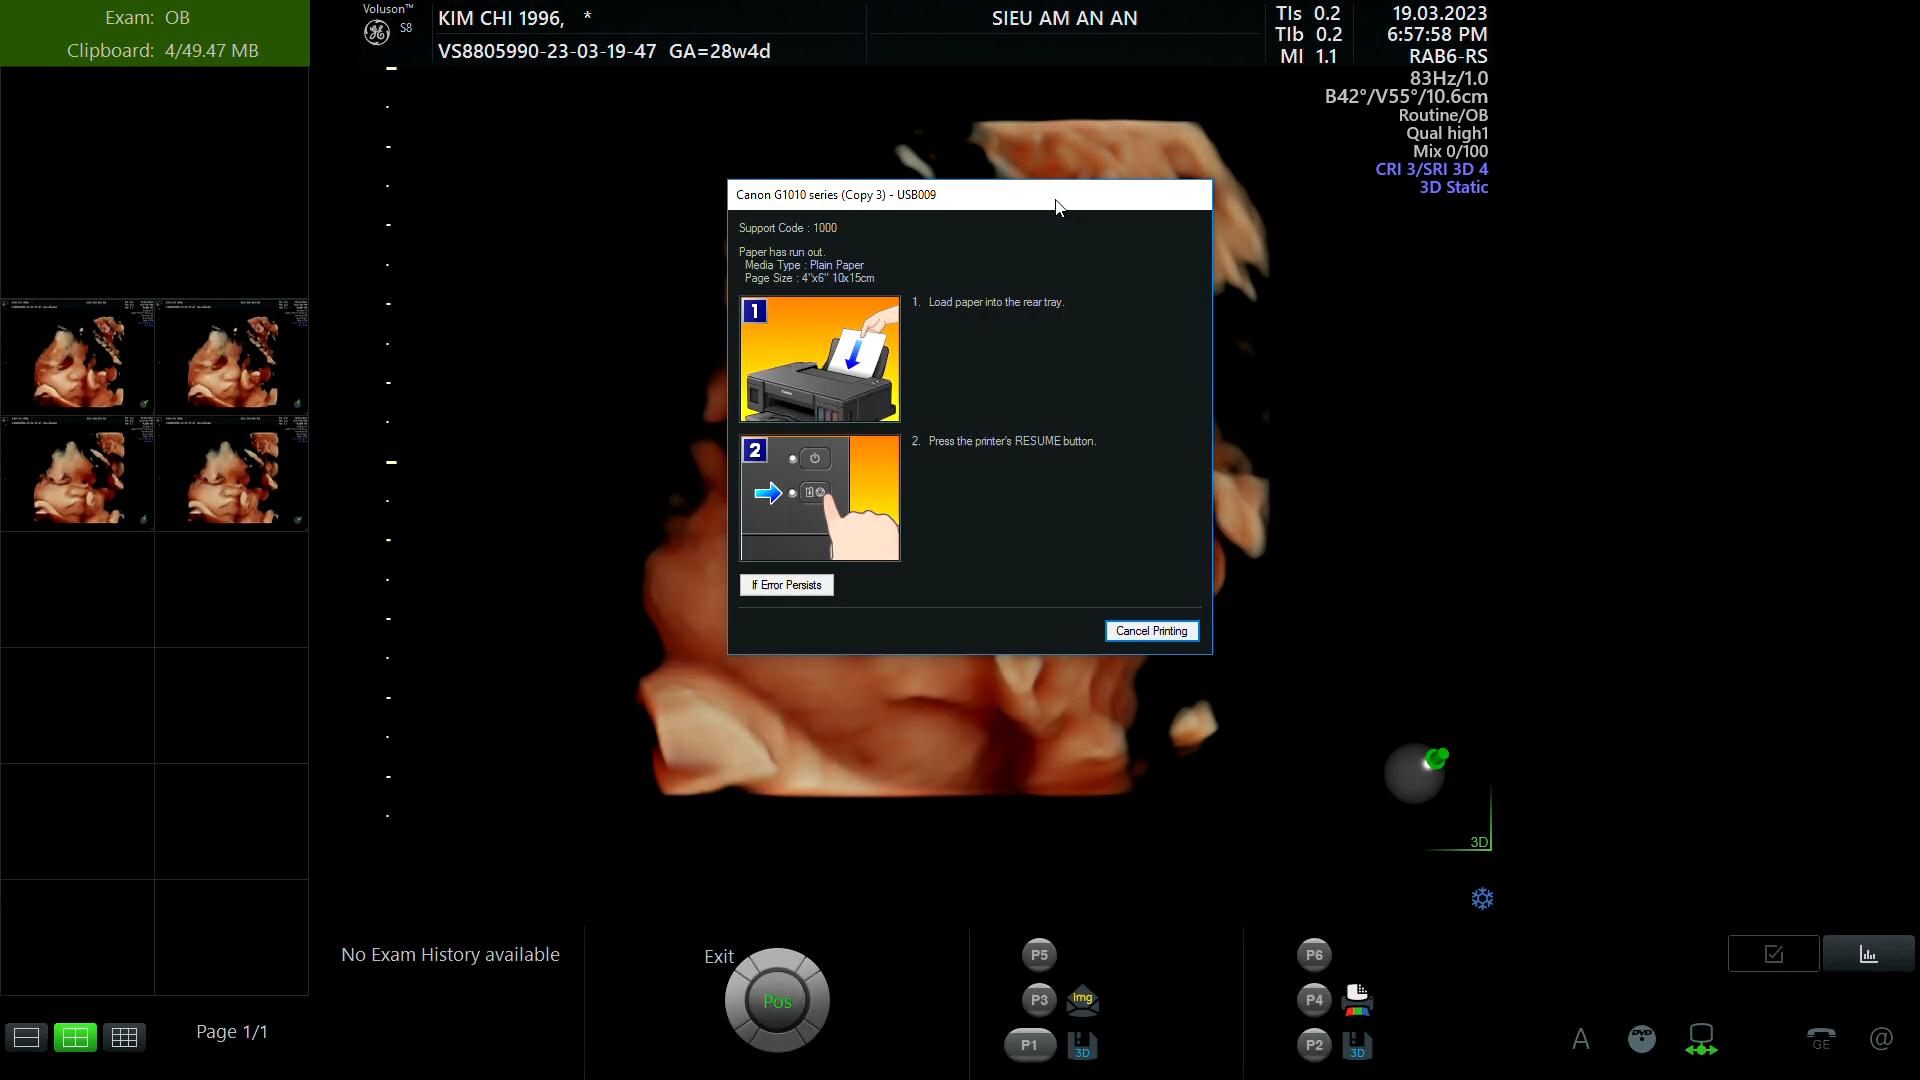 Exam: OB
Clipboard: 4/49.47 MB
Voluson™
S8
KIM CHI 1996, *
VS8805990-23-03-19-47 GA=28w4d
SIEU AM AN AN
TIs 0.2
TIb 0.2
MI 1.1
19.03.2023
6:57:58 PM
RAB6-RS
83Hz/1.0
B42°/V55°/10.6cm
Routine/OB
Qual high1
Mix 0/100
CRI 3/SRI 3D 4
3D Static
Canon G1010 series (Copy 3) - USB009
Support Code : 1000
Paper has run out.
Media Type : Plain Paper
Page Size : 4"x6" 10x15cm
1
1. Load paper into the rear tray.
2
2. Press the printer's RESUME button.
If Error Persists
Cancel Printing
3D
No Exam History available
Exit
Pos
P5
P3
Img
P1
3D
P6
P4
P2
3D
Page 1/1
A
DVD
GE
@